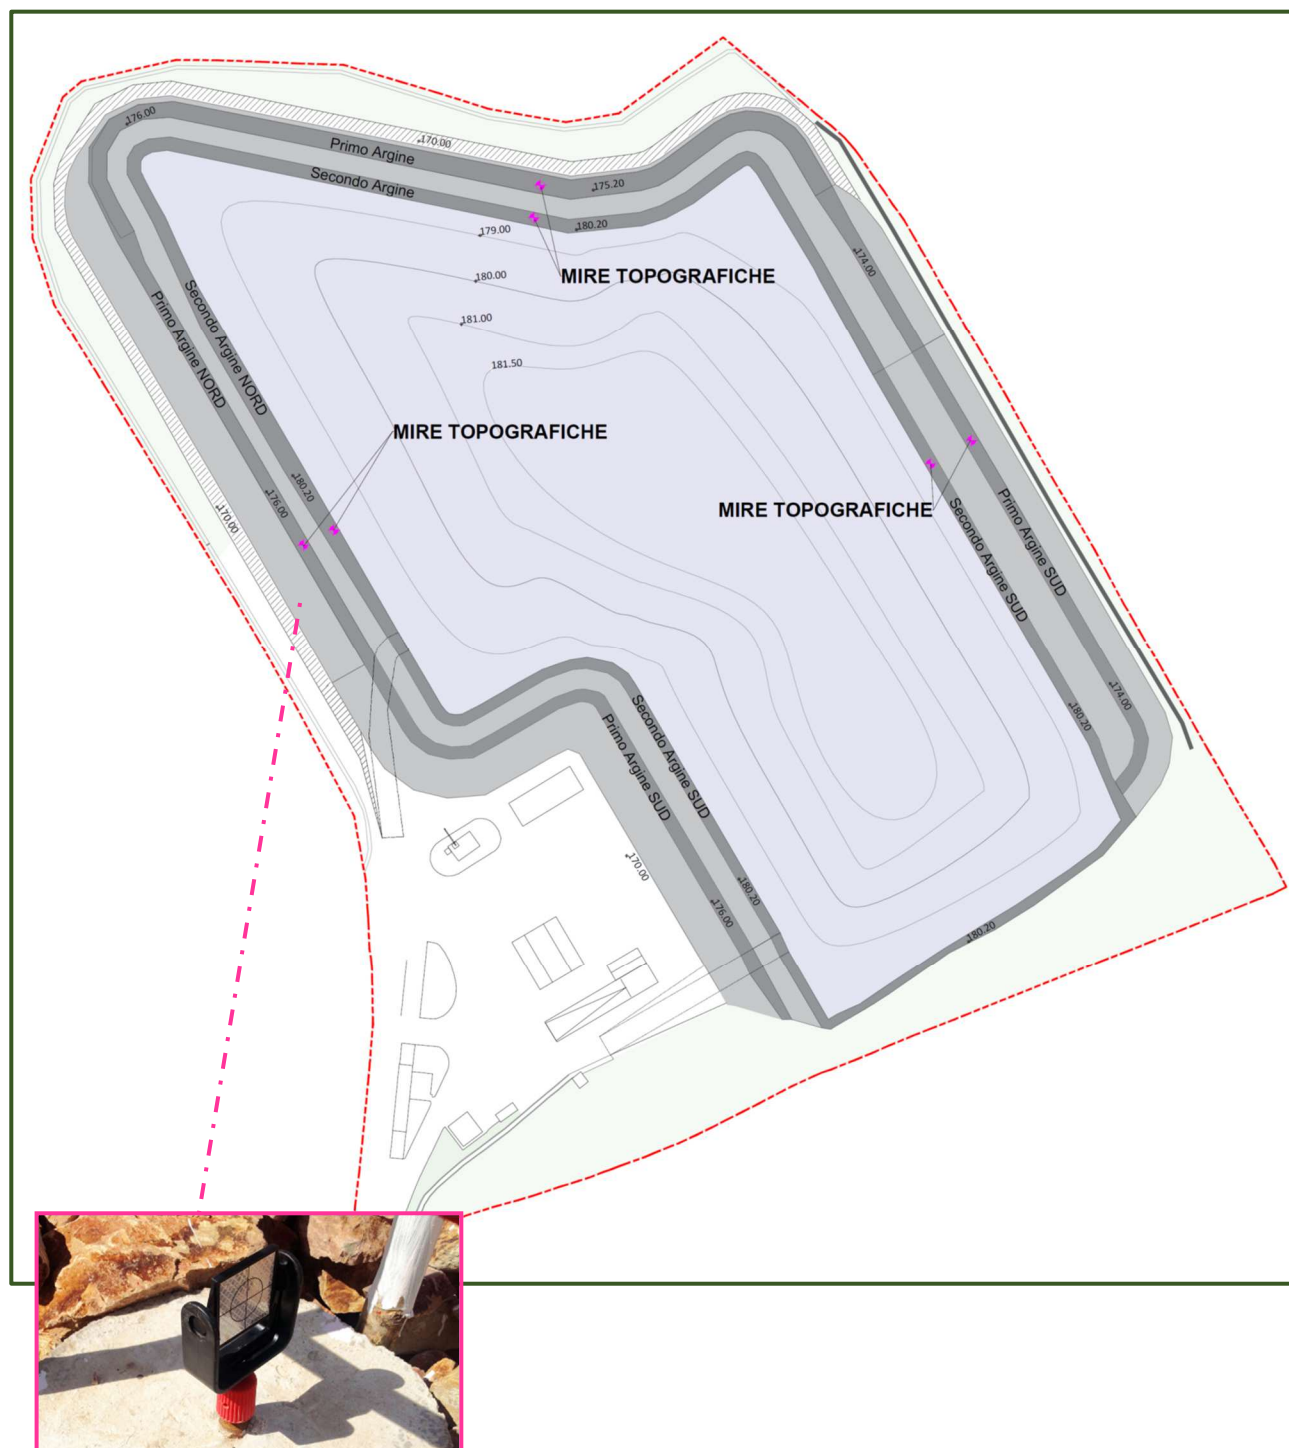 176.00
170.00
Primo Argine
175.20
Secondo Argine
180.20
179.00
174.00
MIRE TOPOGRAFICHE
180.00
Secondo Argine NORD
Primo Argine NORD
181.00
181.50
MIRE TOPOGRAFICHE
180.20
176.00
170.00
MIRE TOPOGRAFICHE
Primo Argine SUD
Secondo Argine SUD
174.00
180.20
Secondo Argine SUD
Primo Argine SUD
170.00
180.20
176.00
180.20